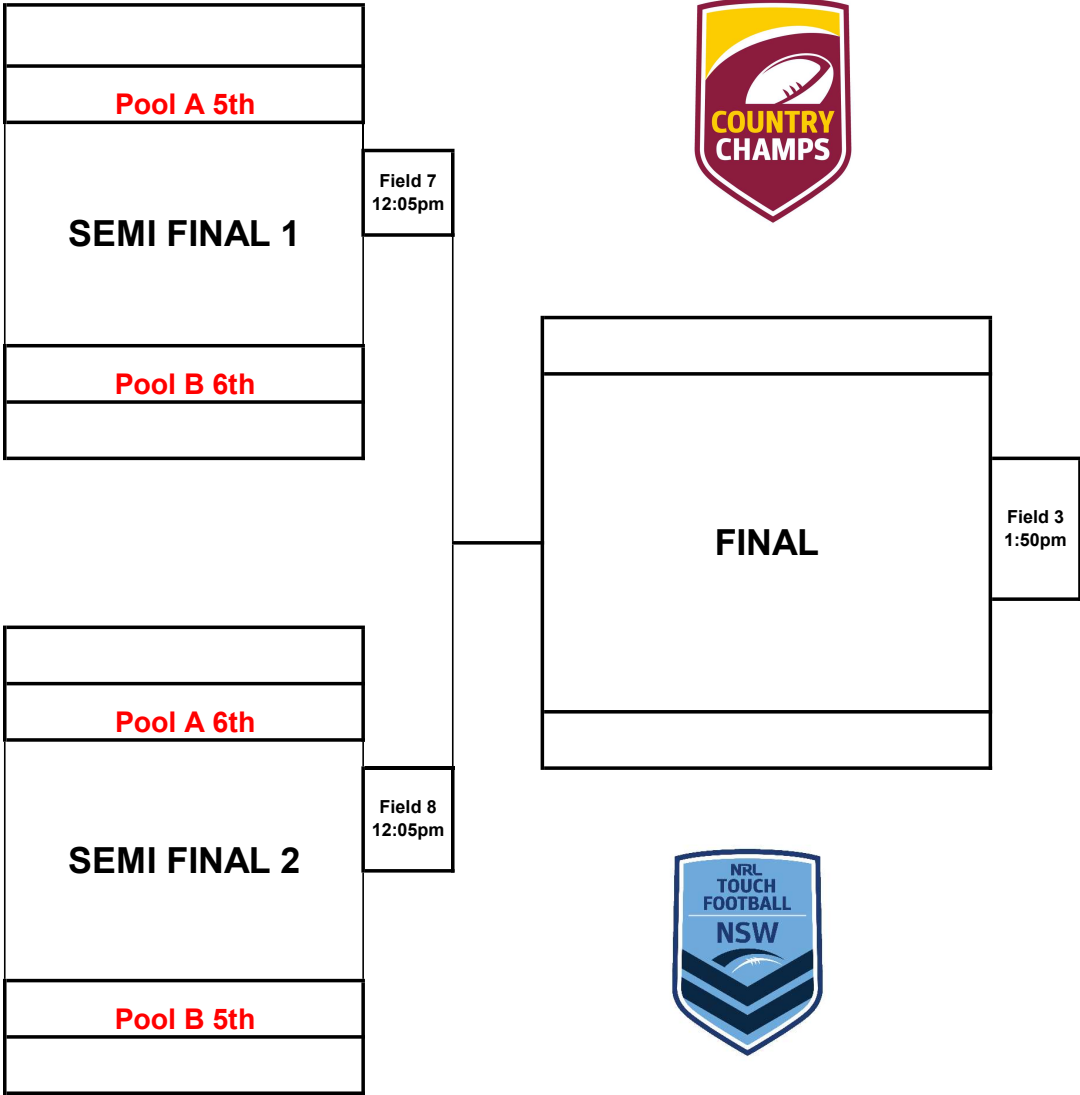 Pool A 5th
Field 7
12:05pm
SEMI FINAL 1
Pool B 6th
COUNTRY
CHAMPS
FINAL
Field 3
1:50pm
Pool A 6th
Field 8
12:05pm
SEMI FINAL 2
Pool B 5th
NRL
TOUCH
FOOTBALL
NSW